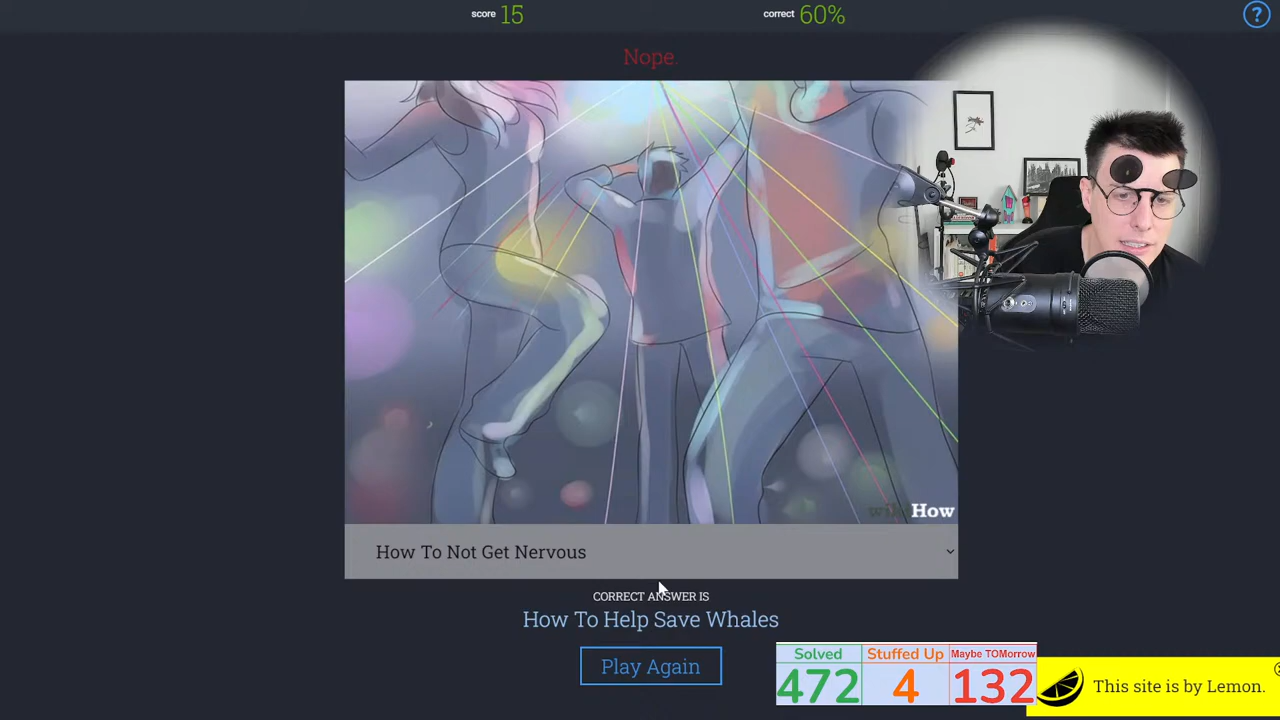 score 15
correct 60%
?
Nope.
wikiHow
How To Not Get Nervous
CORRECT ANSWER IS
How To Help Save Whales
Play Again
Solved
Stuffed Up
Maybe TOMorrow
472
4
132
This site is by Lemon.